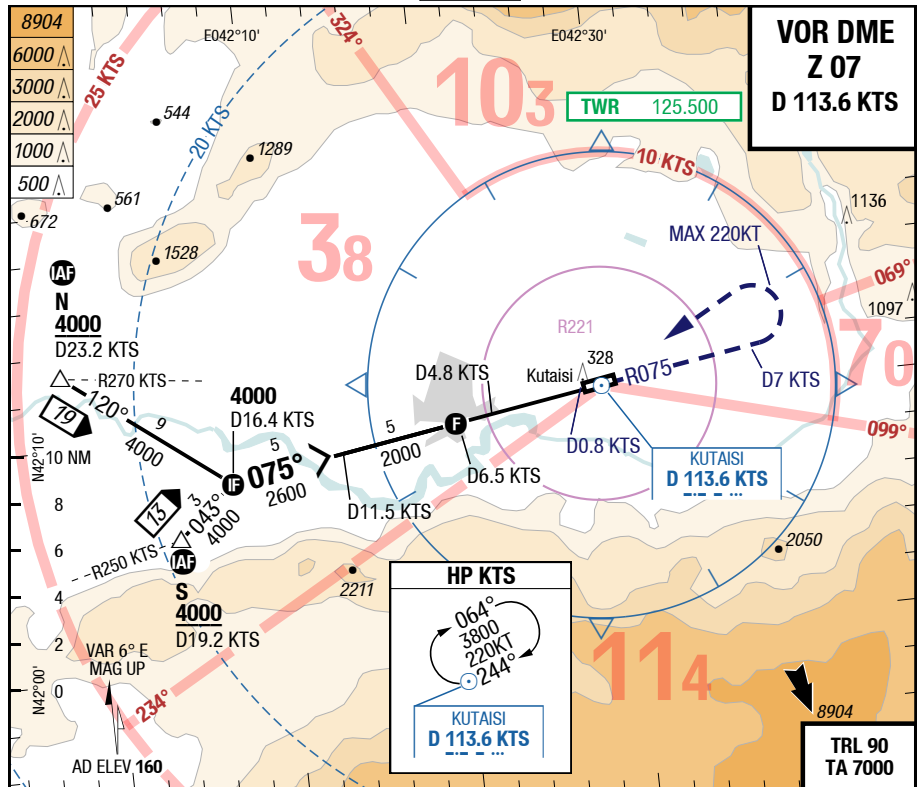 8904
6000
3000
2000
1000
500
25 KTS
E042°10'
324°
E042°30'
VOR DME
Z 07
D 113.6 KTS
544
20 KTS
1289
103
TWR 125.500
10 KTS
561
672
1528
38
1136
MAX 220KT
069°
1097
70
IAF
N
4000
D23.2 KTS
R221
328
Kutaisi
R075
D7 KTS
R270 KTS
120°
9
4000
19
10 NM
4000
D16.4 KTS
D4.8 KTS
D0.8 KTS
099°
IF
075°
5
2600
5
2000
F
D6.5 KTS
D11.5 KTS
KUTAISI
D 113.6 KTS
N42°10'
8
6
4
2
0
N42°00'
13
3
043°
4000
R250 KTS
IAF
S
4000
D19.2 KTS
2211
2050
HP KTS
064°
3800
220KT
244°
KUTAISI
D 113.6 KTS
114
8904
VAR 6° E
MAG UP
234°
AD ELEV 160
TRL 90
TA 7000